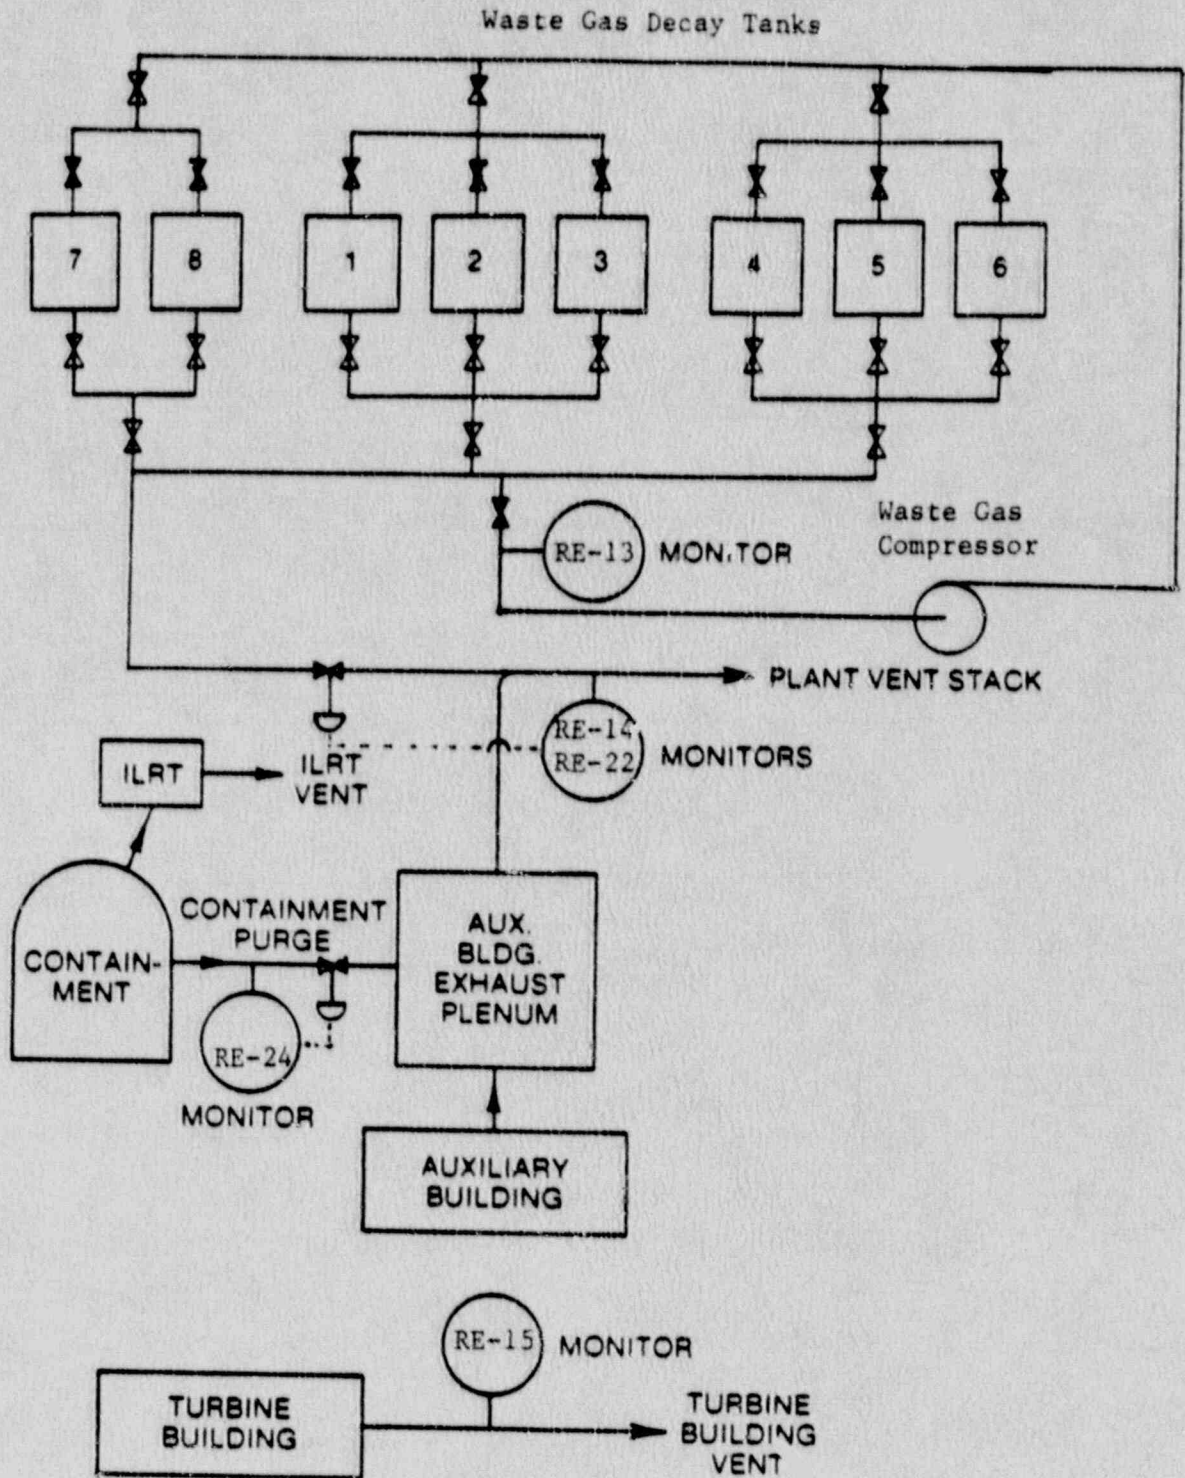 Waste Gas Decay Tanks
7
8
1
2
3
4
5
6
RE-13
MONITOR
Waste Gas
Compressor
PLANT VENT STACK
RE-14
RE-22
MONITORS
ILRT
ILRT
VENT
CONTAINMENT
PURGE
CONTAIN-
MENT
RE-24
MONITOR
AUX.
BLDG.
EXHAUST
PLENUM
AUXILIARY
BUILDING
RE-15
MONITOR
TURBINE
BUILDING
TURBINE
BUILDING
VENT